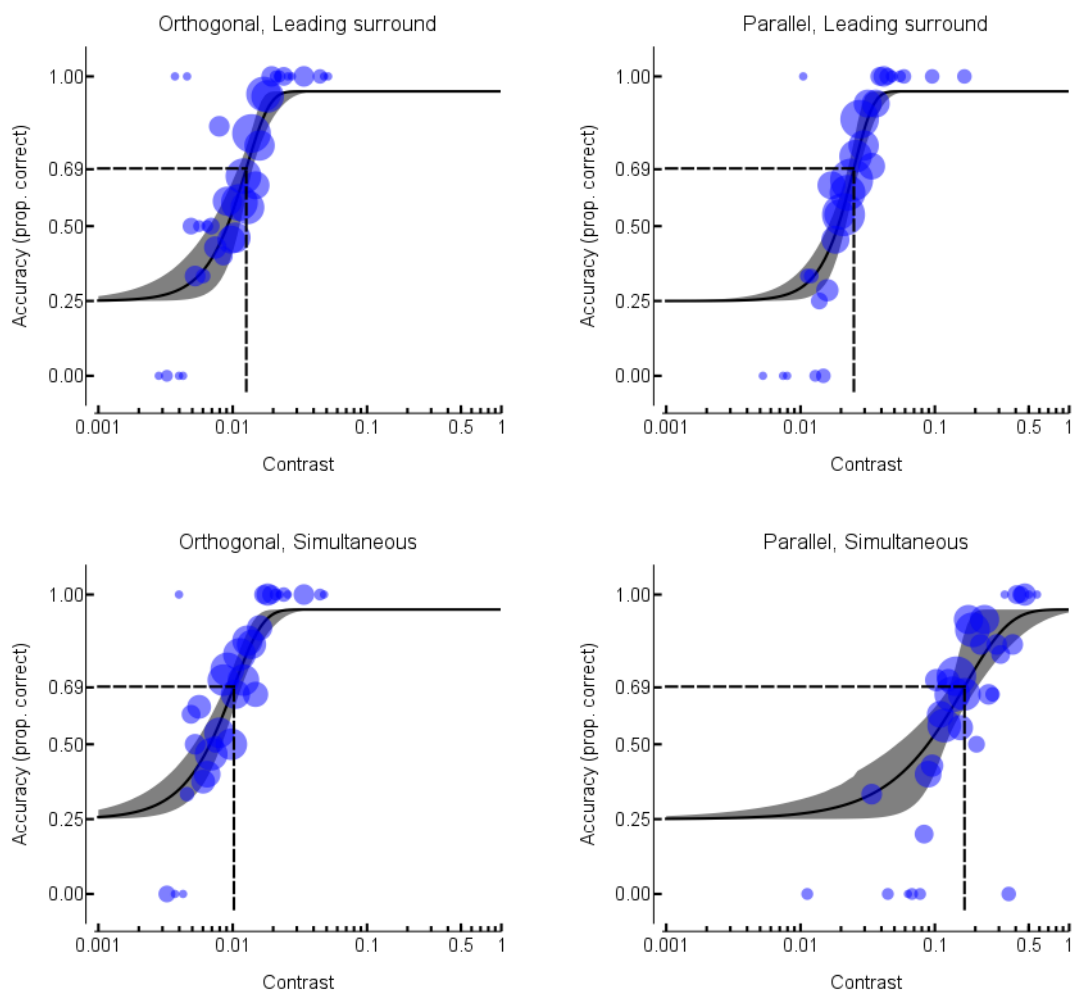 Orthogonal, Leading surround
Accuracy (prop. correct)
1.00
0.69
0.50
0.25
0.00
0.001 0.01 0.1 0.5 1
Contrast
Parallel, Leading surround
Accuracy (prop. correct)
1.00
0.69
0.50
0.25
0.00
0.001 0.01 0.1 0.5 1
Contrast
Orthogonal, Simultaneous
Accuracy (prop. correct)
1.00
0.69
0.50
0.25
0.00
0.001 0.01 0.1 0.5 1
Contrast
Parallel, Simultaneous
Accuracy (prop. correct)
1.00
0.69
0.50
0.25
0.00
0.001 0.01 0.1 0.5 1
Contrast